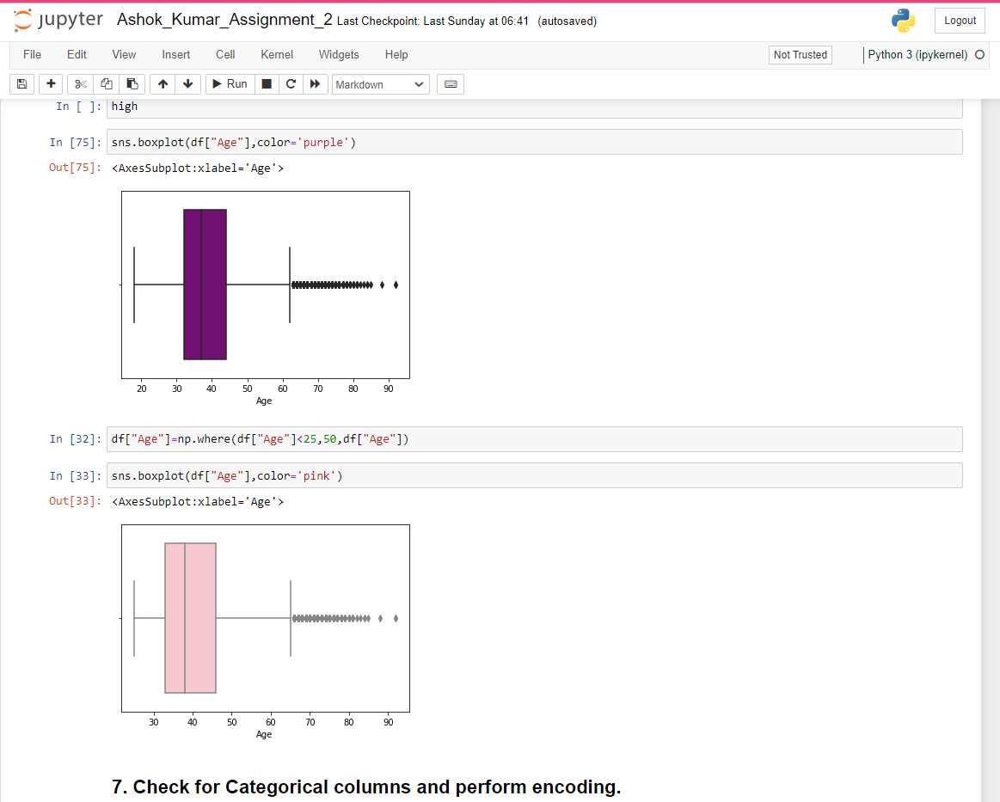 jupyter Ashok_Kumar_Assignment_2 Last Checkpoint: Last Sunday at 06:41 (autosaved) Logout
File Edit View Insert Cell Kernel Widgets Help Not Trusted Python 3 (ipykernel)
Run Markdown
In [ ]: high
In [75]: sns.boxplot(df["Age"],color='purple')
Out[75]: <AxesSubplot:xlabel='Age'>
20 30 40 50 60 70 80 90
Age
In [32]: df["Age"]=np.where(df["Age"]<25,50,df["Age"])
In [33]: sns.boxplot(df["Age"],color='pink')
Out[33]: <AxesSubplot:xlabel='Age'>
30 40 50 60 70 80 90
Age
7. Check for Categorical columns and perform encoding.